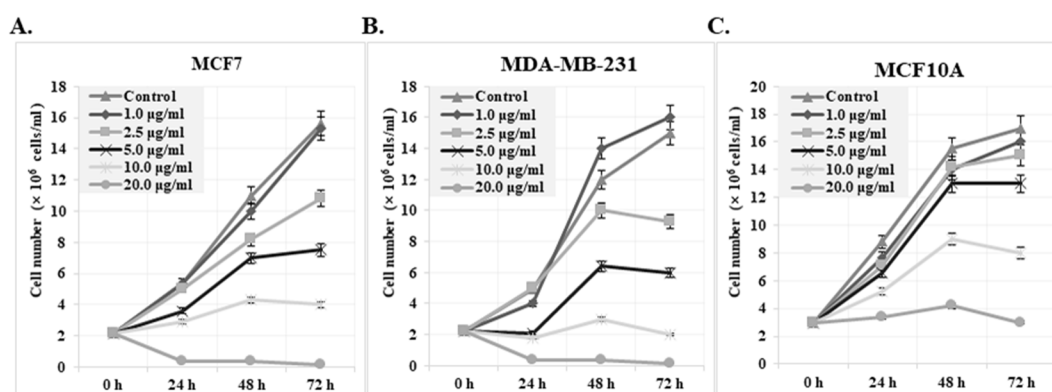 A.
MCF7
Cell number (× 10⁶ cells/ml)
18
16
14
12
10
8
6
4
2
0
Control
1.0 µg/ml
2.5 µg/ml
5.0 µg/ml
10.0 µg/ml
20.0 µg/ml
0 h 24 h 48 h 72 h
B.
MDA-MB-231
Cell number (× 10⁶ cells/ml)
18
16
14
12
10
8
6
4
2
0
Control
1.0 µg/ml
2.5 µg/ml
5.0 µg/ml
10.0 µg/ml
20.0 µg/ml
0 h 24 h 48 h 72 h
C.
MCF10A
Cell number (× 10⁶ cells/ml)
20
18
16
14
12
10
8
6
4
2
0
Control
1.0 µg/ml
2.5 µg/ml
5.0 µg/ml
10.0 µg/ml
20.0 µg/ml
0 h 24 h 48 h 72 h